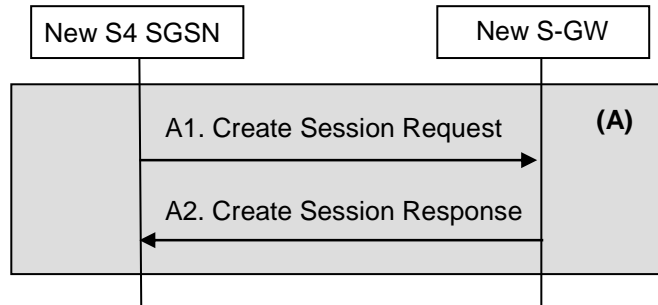 New S4 SGSN
New S-GW
(A)
A1. Create Session Request
A2. Create Session Response